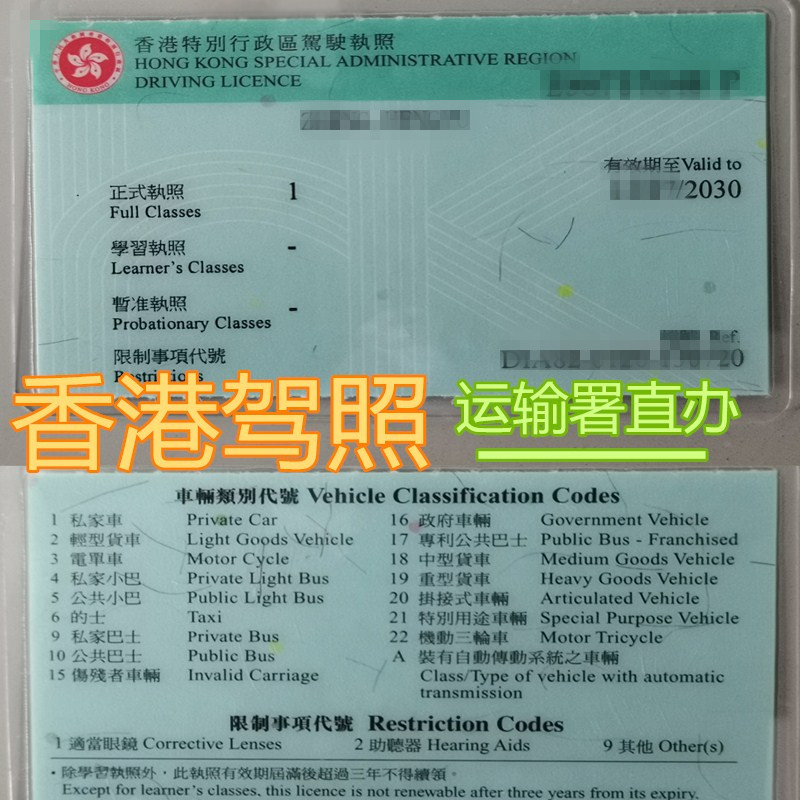 香港特別行政區駕駛執照
HONG KONG SPECIAL ADMINISTRATIVE REGION
DRIVING LICENCE
有效期至Valid to
/2030
正式執照 1
Full Classes
學習執照 -
Learner's Classes
暫准執照 -
Probationary Classes
限制事項代號
Restrictions
Ref.
香港驾照
运输署直办
車輛類別代號 Vehicle Classification Codes
1 私家車 Private Car 16 政府車輛 Government Vehicle
2 輕型貨車 Light Goods Vehicle 17 專利公共巴士 Public Bus - Franchised
3 電單車 Motor Cycle 18 中型貨車 Medium Goods Vehicle
4 私家小巴 Private Light Bus 19 重型貨車 Heavy Goods Vehicle
5 公共小巴 Public Light Bus 20 掛接式車輛 Articulated Vehicle
6 的士 Taxi 21 特別用途車輛 Special Purpose Vehicle
9 私家巴士 Private Bus 22 機動三輪車 Motor Tricycle
10 公共巴士 Public Bus A 裝有自動傳動系統之車輛
15 傷殘者車輛 Invalid Carriage Class/Type of vehicle with automatic
transmission
限制事項代號 Restriction Codes
1 適當眼鏡 Corrective Lenses 2 助聽器 Hearing Aids 9 其他 Other(s)
• 除學習執照外，此執照有效期屆滿後超過三年不得續領。
Except for learner's classes, this licence is not renewable after three years from its expiry.